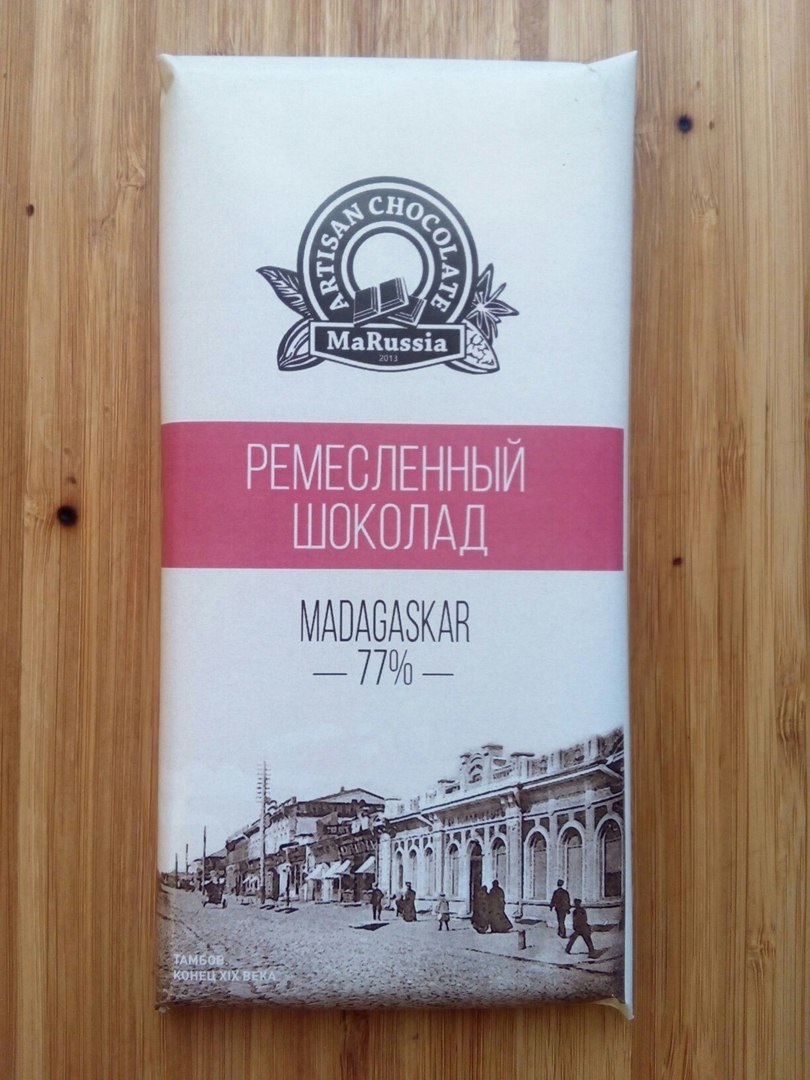 ARTISAN CHOCOLATE
MaRussia
2013
РЕМЕСЛЕННЫЙ
ШОКОЛАД
MADAGASKAR
— 77% —
ТАМБОВ
КОНЕЦ XIX ВЕКА